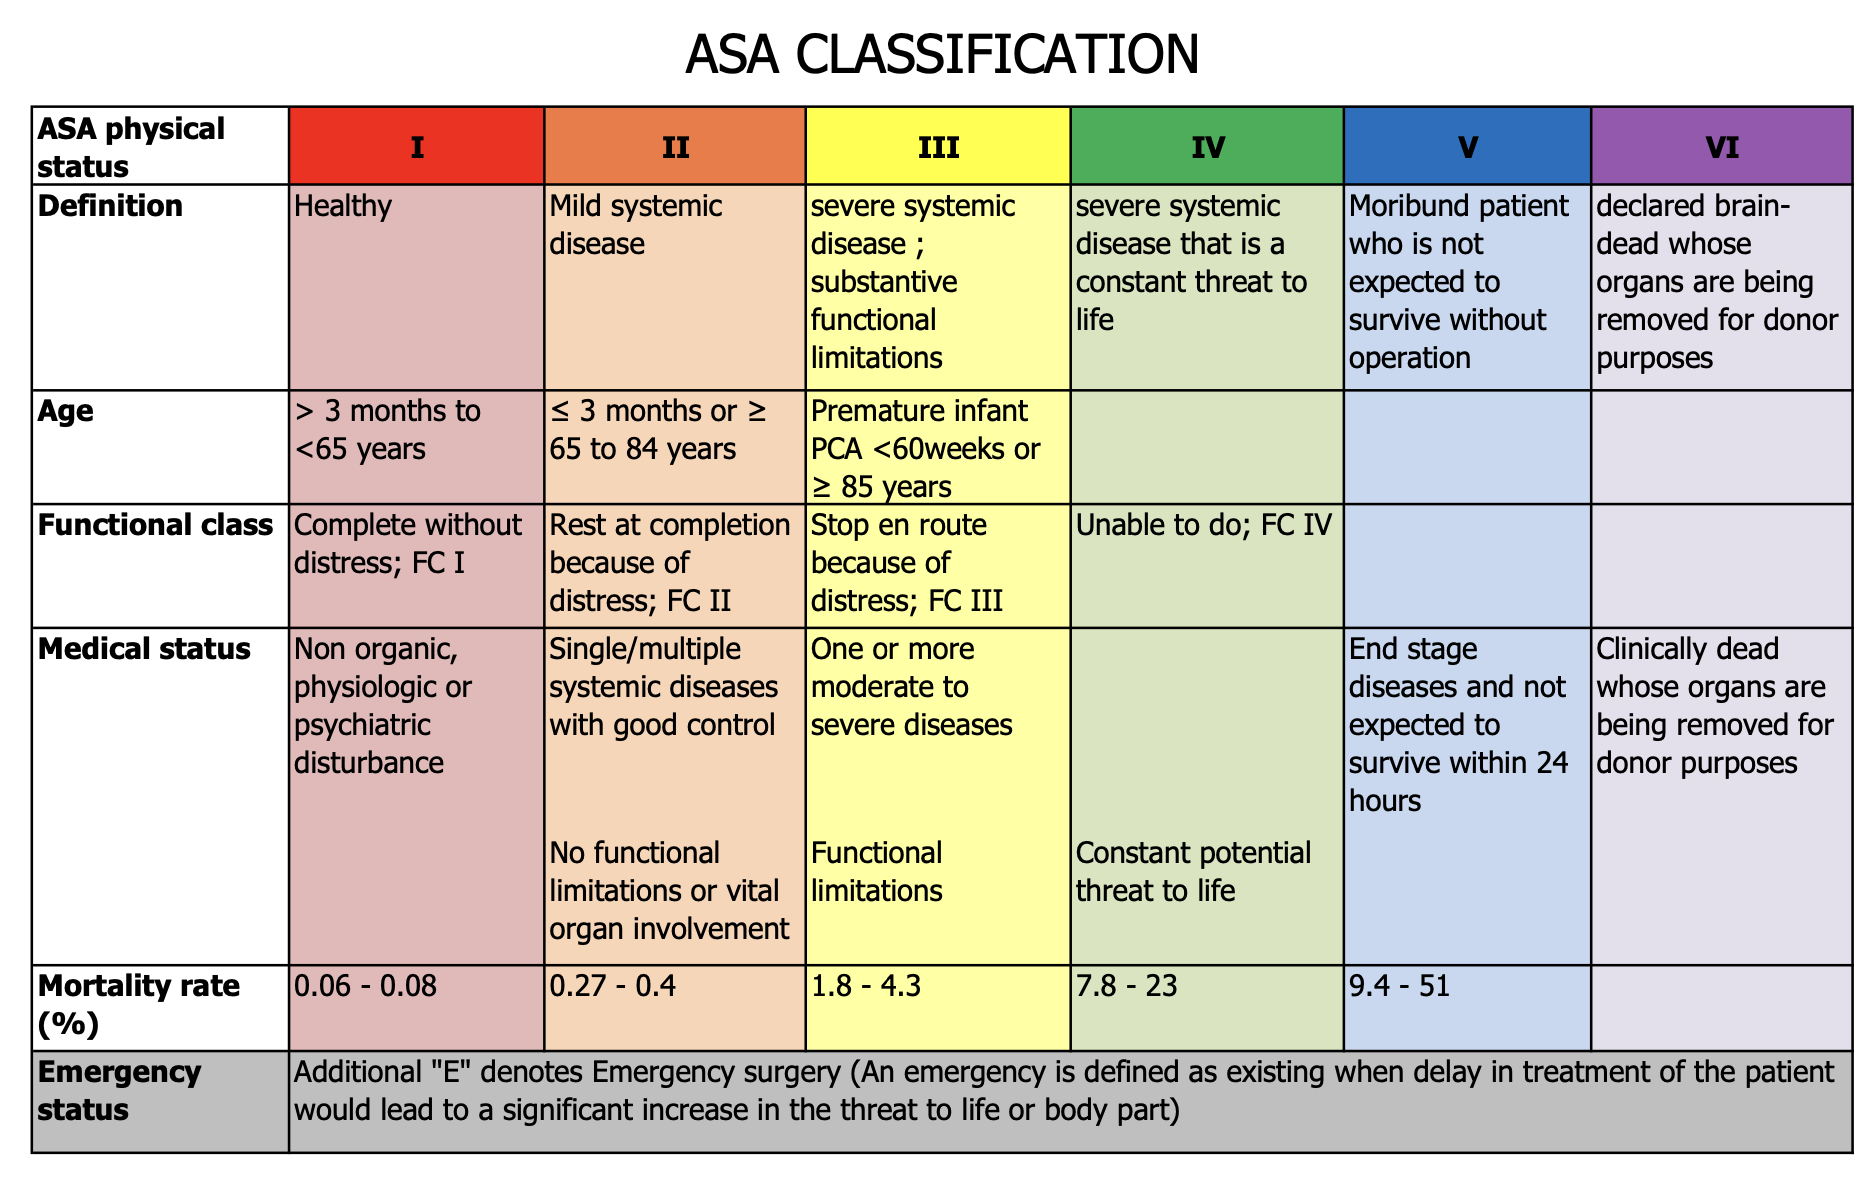 ASA CLASSIFICATION
ASA physical
status
I
II
III
IV
V
VI
Definition
Healthy
Mild systemic
disease
severe systemic
disease ;
substantive
functional
limitations
severe systemic
disease that is a
constant threat to
life
Moribund patient
who is not
expected to
survive without
operation
declared brain-
dead whose
organs are being
removed for donor
purposes
Age
> 3 months to
<65 years
≤ 3 months or ≥
65 to 84 years
Premature infant
PCA <60weeks or
≥ 85 years
Functional class
Complete without
distress; FC I
Rest at completion
because of
distress; FC II
Stop en route
because of
distress; FC III
Unable to do; FC IV
Medical status
Non organic,
physiologic or
psychiatric
disturbance
Single/multiple
systemic diseases
with good control
No functional
limitations or vital
organ involvement
One or more
moderate to
severe diseases
Functional
limitations
Constant potential
threat to life
End stage
diseases and not
expected to
survive within 24
hours
Clinically dead
whose organs are
being removed for
donor purposes
Mortality rate
(%)
0.06 - 0.08
0.27 - 0.4
1.8 - 4.3
7.8 - 23
9.4 - 51
Emergency
status
Additional "E" denotes Emergency surgery (An emergency is defined as existing when delay in treatment of the patient
would lead to a significant increase in the threat to life or body part)